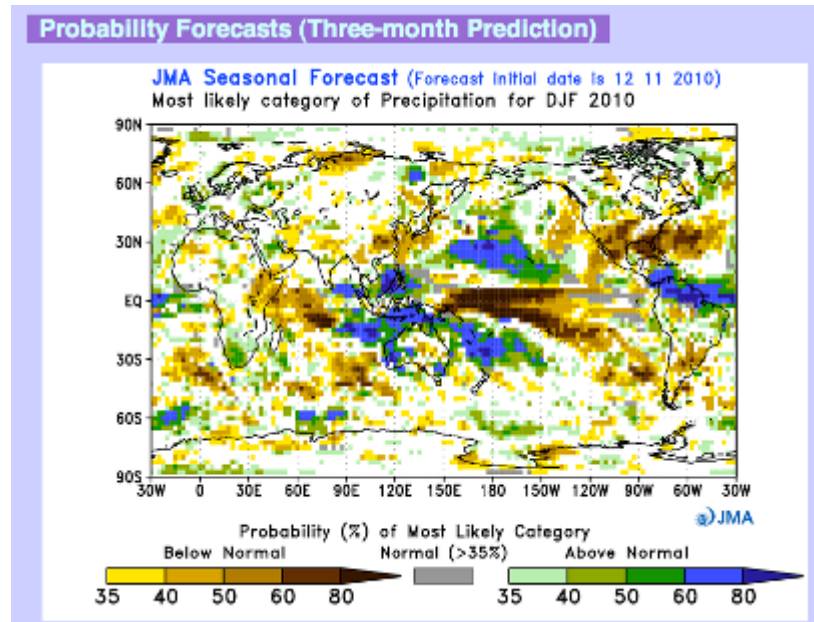 Probability Forecasts (Three-month Prediction)
JMA Seasonal Forecast (Forecast initial date is 12 11 2010)
Most likely category of Precipitation for DJF 2010
90N
60N
30N
EQ
30S
60S
90S
30W 0 30E 60E 90E 120E 150E 180 150W 120W 90W 60W 30W
JMA
Probability (%) of Most Likely Category
Below Normal Normal (>35%) Above Normal
35 40 50 60 80 35 40 50 60 80